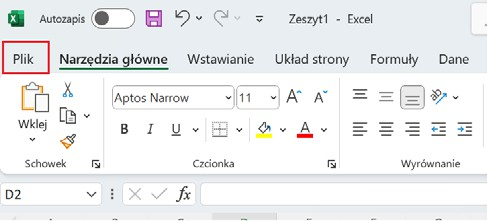 Autozapis
Zeszyt1 - Excel
Plik
Narzędzia główne
Wstawianie
Układ strony
Formuły
Dane
Wklej
Aptos Narrow
11
A A
B I U
A
ab
Schowek
Czcionka
Wyrównanie
D2
fx